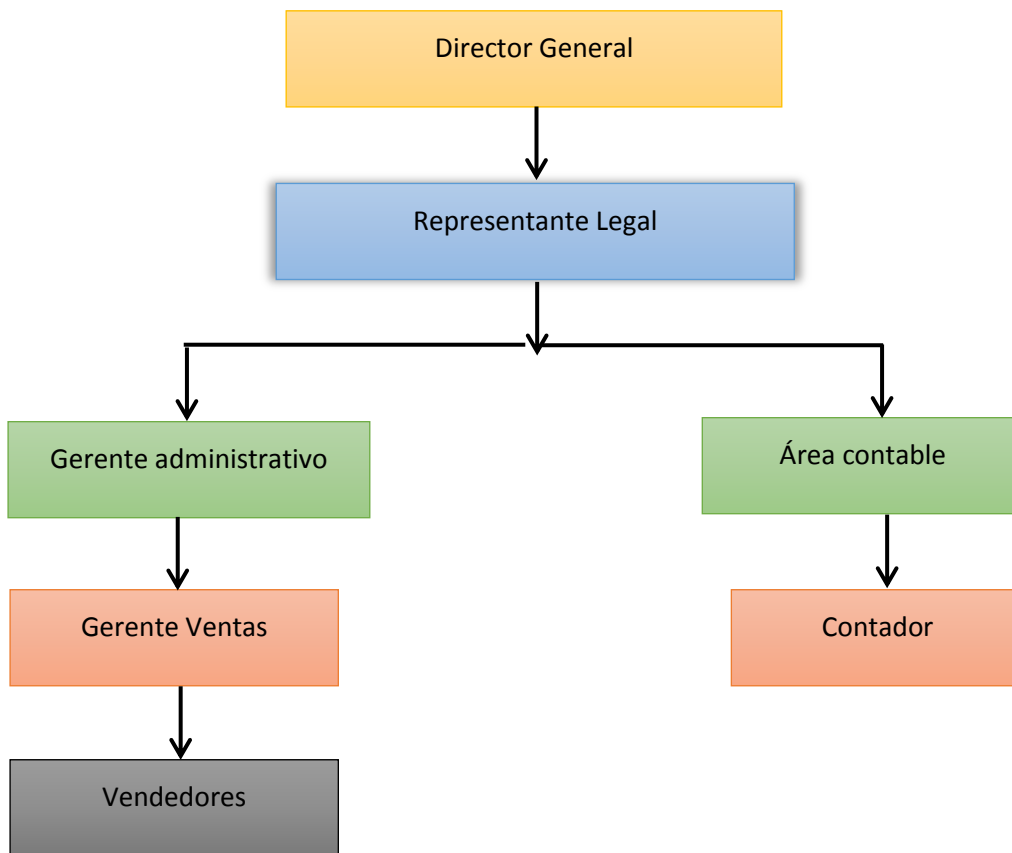 Director General
Representante Legal
Gerente administrativo
Área contable
Gerente Ventas
Contador
Vendedores